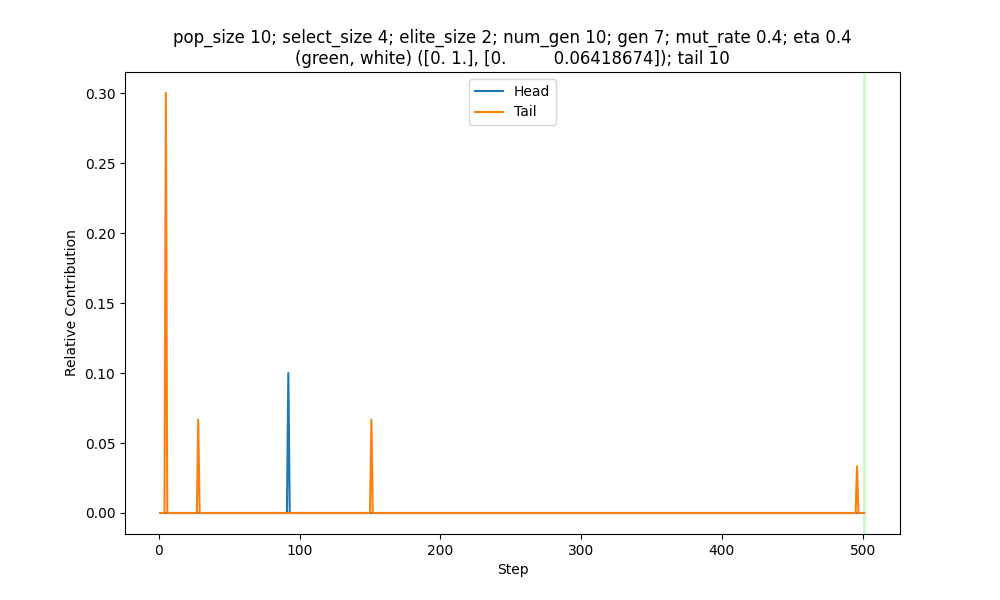 pop_size 10; select_size 4; elite_size 2; num_gen 10; gen 7; mut_rate 0.4; eta 0.4
(green, white) ([0. 1.], [0.         0.06418674]); tail 10
Head
Tail
0.30
0.25
0.20
0.15
0.10
0.05
0.00
Relative Contribution
0 100 200 300 400 500
Step